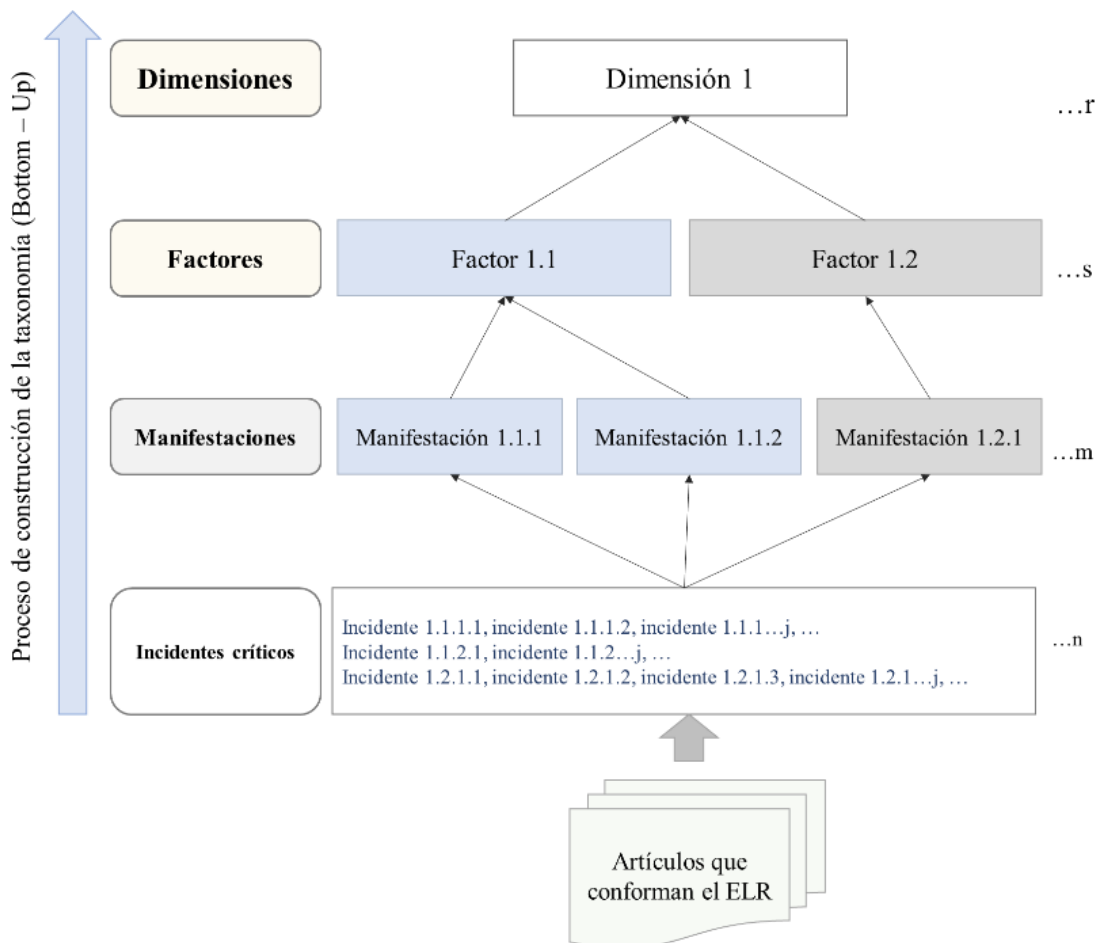 Proceso de construcción de la taxonomía (Bottom – Up)
Dimensiones
Dimensión 1
…r
Factores
Factor 1.1
Factor 1.2
…s
Manifestaciones
Manifestación 1.1.1
Manifestación 1.1.2
Manifestación 1.2.1
…m
Incidentes críticos
Incidente 1.1.1.1, incidente 1.1.1.2, incidente 1.1.1…j, …
Incidente 1.1.2.1, incidente 1.1.2…j, …
Incidente 1.2.1.1, incidente 1.2.1.2, incidente 1.2.1.3, incidente 1.2.1…j, …
…n
Artículos que
conforman el ELR